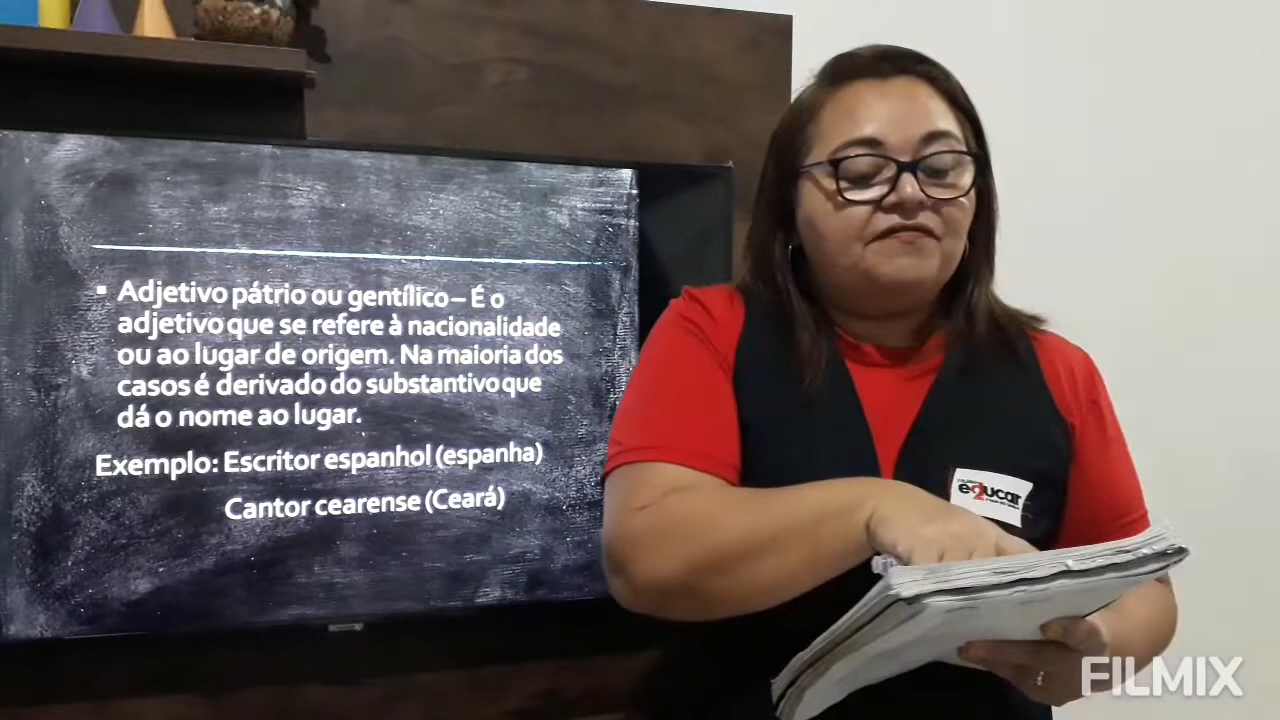 ▪ Adjetivo pátrio ou gentílico – É o
adjetivo que se refere à nacionalidade
ou ao lugar de origem. Na maioria dos
casos é derivado do substantivo que
dá o nome ao lugar.
Exemplo: Escritor espanhol (espanha)
Cantor cearense (Ceará)
educar
FILMIX